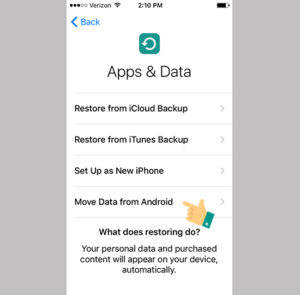 Verizon 2:10 PM
Back
Apps & Data
Restore from iCloud Backup
Restore from iTunes Backup
Set Up as New iPhone
Move Data from Android
What does restoring do?
Your personal data and purchased
content will appear on your device,
automatically.